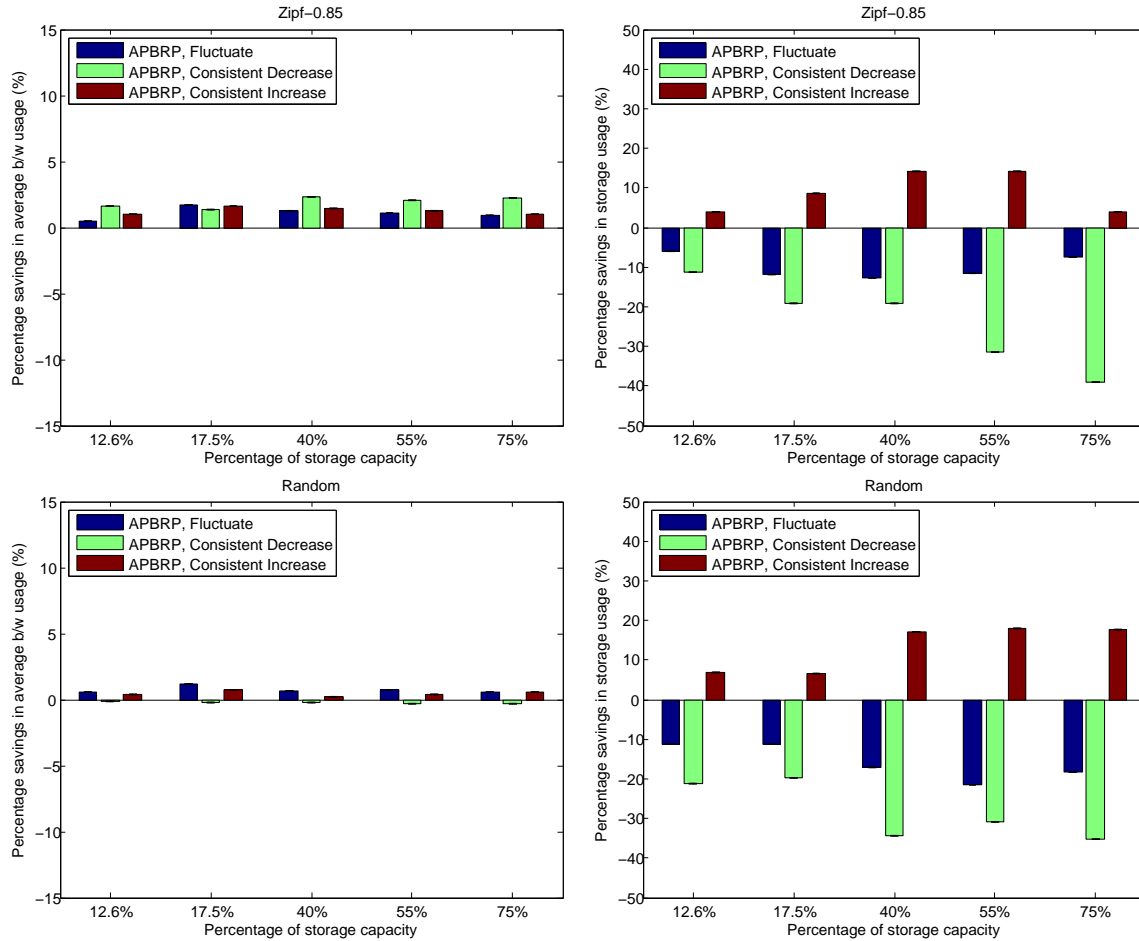 Zipf−0.85
Percentage savings in average b/w usage (%)
15
10
5
0
−5
−10
−15
APBRP, Fluctuate
APBRP, Consistent Decrease
APBRP, Consistent Increase
12.6% 17.5% 40% 55% 75%
Percentage of storage capacity
Zipf−0.85
Percentage savings in storage usage (%)
50
40
30
20
10
0
−10
−20
−30
−40
−50
APBRP, Fluctuate
APBRP, Consistent Decrease
APBRP, Consistent Increase
12.6% 17.5% 40% 55% 75%
Percentage of storage capacity
Random
Percentage savings in average b/w usage (%)
15
10
5
0
−5
−10
−15
APBRP, Fluctuate
APBRP, Consistent Decrease
APBRP, Consistent Increase
12.6% 17.5% 40% 55% 75%
Percentage of storage capacity
Random
Percentage savings in storage usage (%)
50
40
30
20
10
0
−10
−20
−30
−40
−50
APBRP, Fluctuate
APBRP, Consistent Decrease
APBRP, Consistent Increase
12.6% 17.5% 40% 55% 75%
Percentage of storage capacity